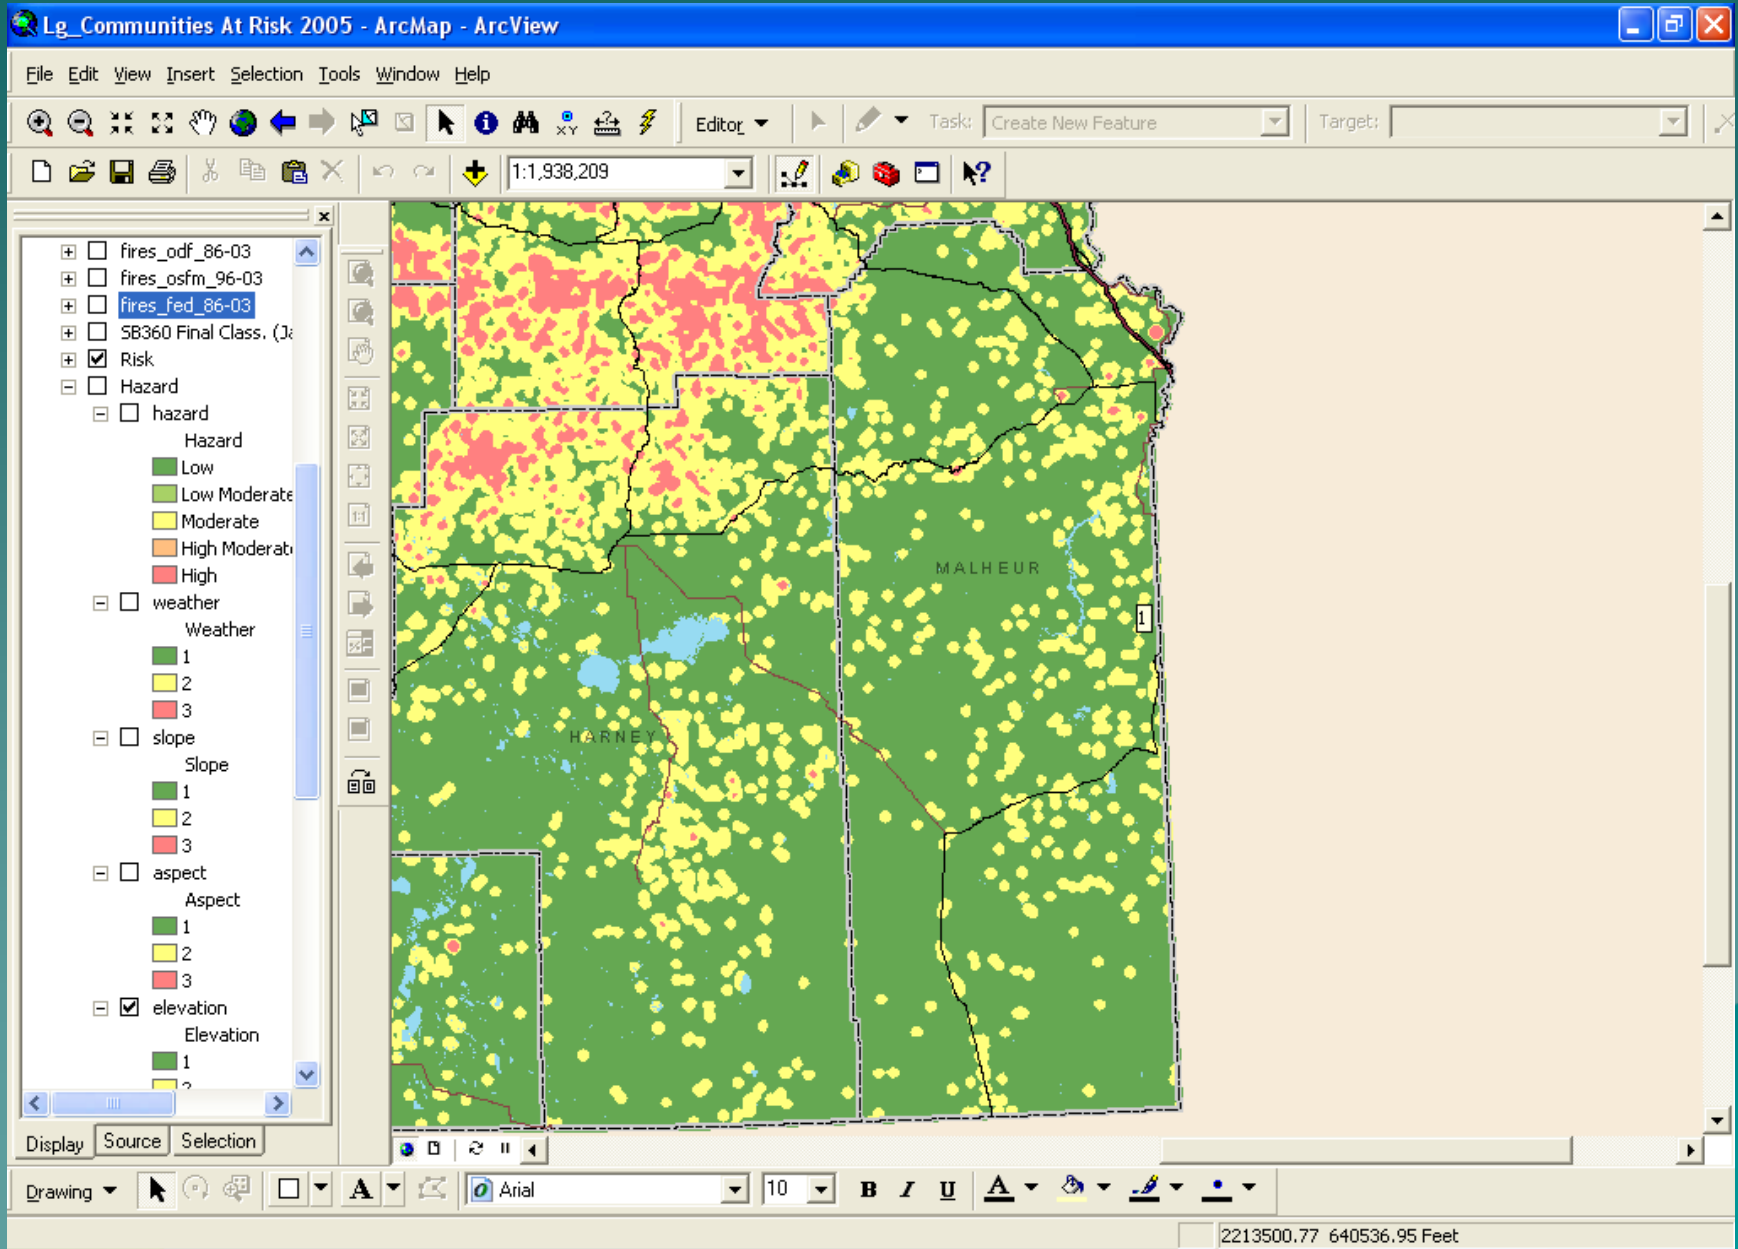 Lg_Communities At Risk 2005 - ArcMap - ArcView
File Edit View Insert Selection Tools Window Help
Editor Task: Create New Feature Target:
1:1,938,209
fires_odf_86-03
fires_osfm_96-03
fires_fed_86-03
SB360 Final Class. (Ja
Risk
Hazard
hazard
Hazard
Low
Low Moderate
Moderate
High Moderat
High
weather
Weather
1
2
3
slope
Slope
1
2
3
aspect
Aspect
1
2
3
elevation
Elevation
1
2
Display Source Selection
MALHEUR
1
HARNEY
Drawing A Arial 10 B I U A
2213500.77 640536.95 Feet